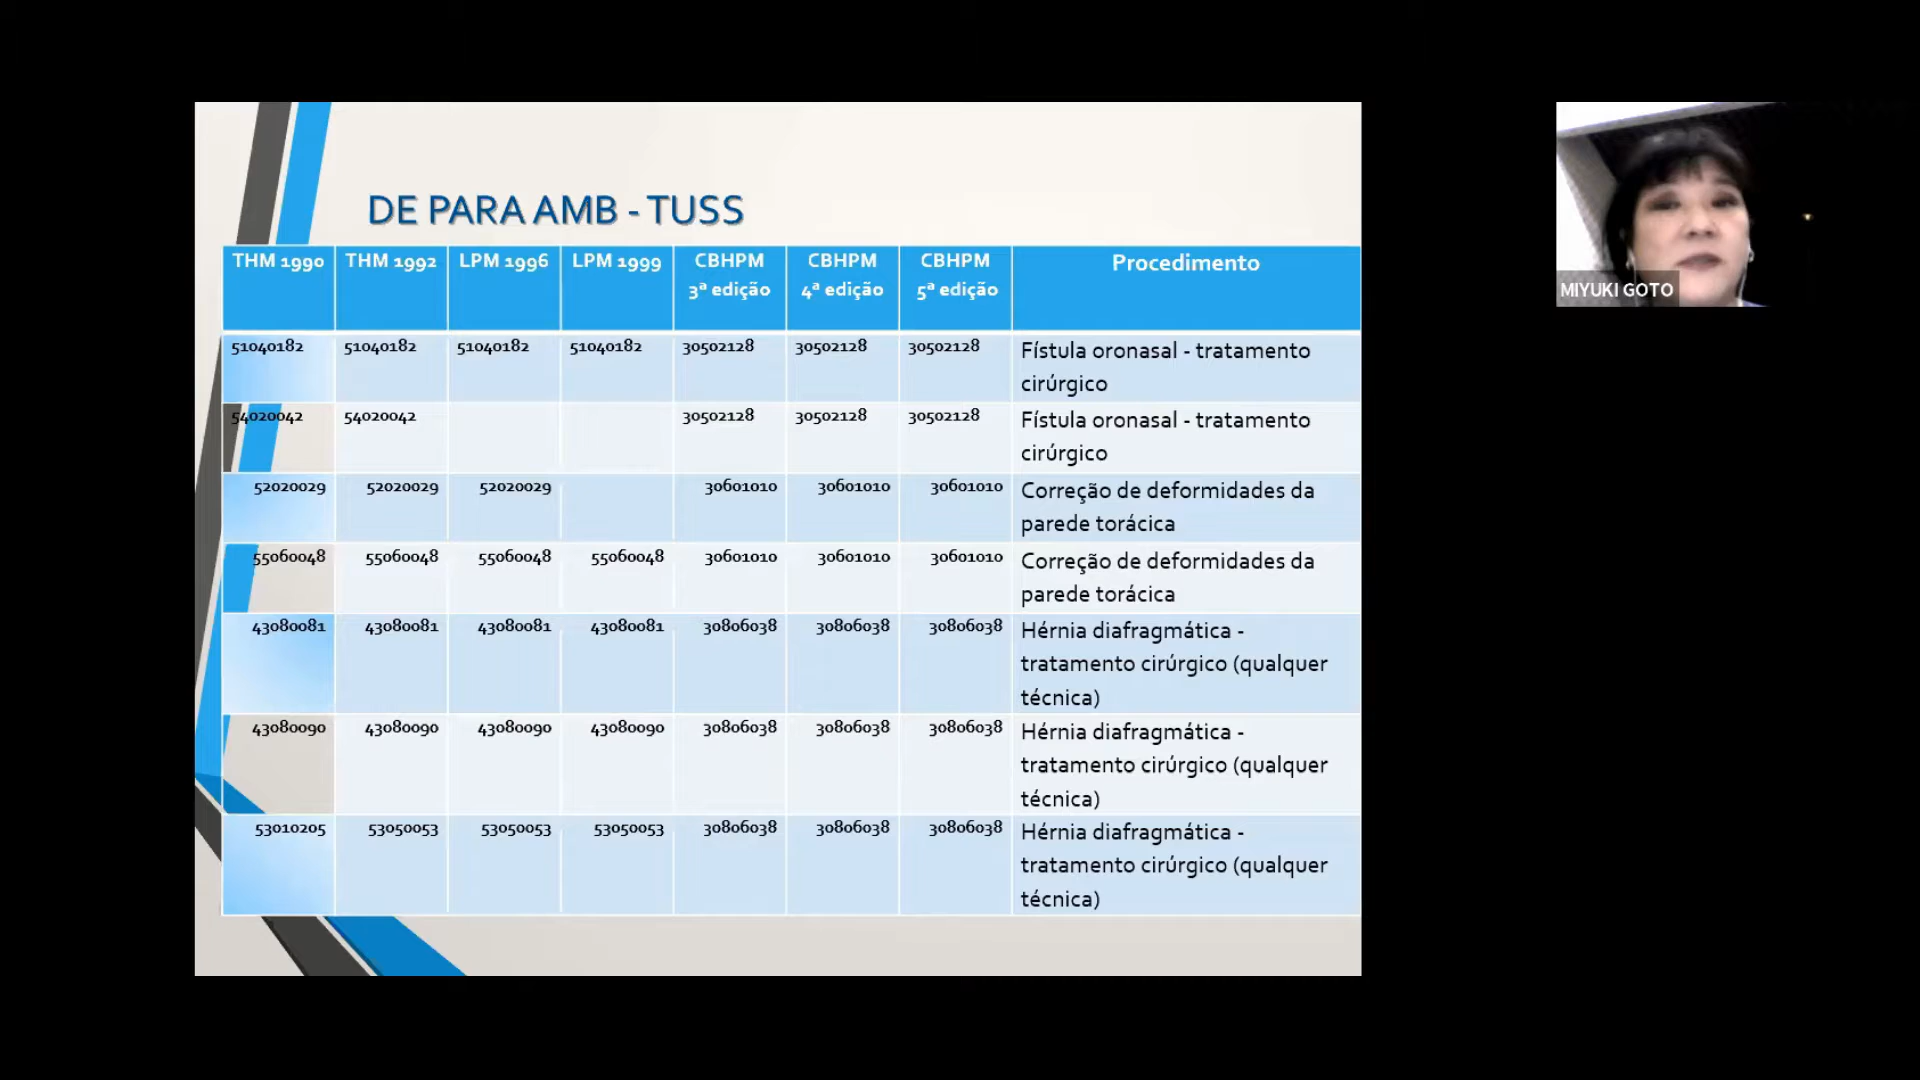 DE PARA AMB - TUSS
THM 1990 THM 1992 LPM 1996 LPM 1999 CBHPM 3ª edição CBHPM 4ª edição CBHPM 5ª edição Procedimento
51040182 51040182 51040182 51040182 30502128 30502128 30502128 Fístula oronasal - tratamento
cirúrgico
54020042 54020042 30502128 30502128 30502128 Fístula oronasal - tratamento
cirúrgico
52020029 52020029 52020029 30601010 30601010 30601010 Correção de deformidades da
parede torácica
55060048 55060048 55060048 55060048 30601010 30601010 30601010 Correção de deformidades da
parede torácica
43080081 43080081 43080081 43080081 30806038 30806038 30806038 Hérnia diafragmática -
tratamento cirúrgico (qualquer
técnica)
43080090 43080090 43080090 43080090 30806038 30806038 30806038 Hérnia diafragmática -
tratamento cirúrgico (qualquer
técnica)
53010205 53050053 53050053 53050053 30806038 30806038 30806038 Hérnia diafragmática -
tratamento cirúrgico (qualquer
técnica)
MIYUKI GOTO